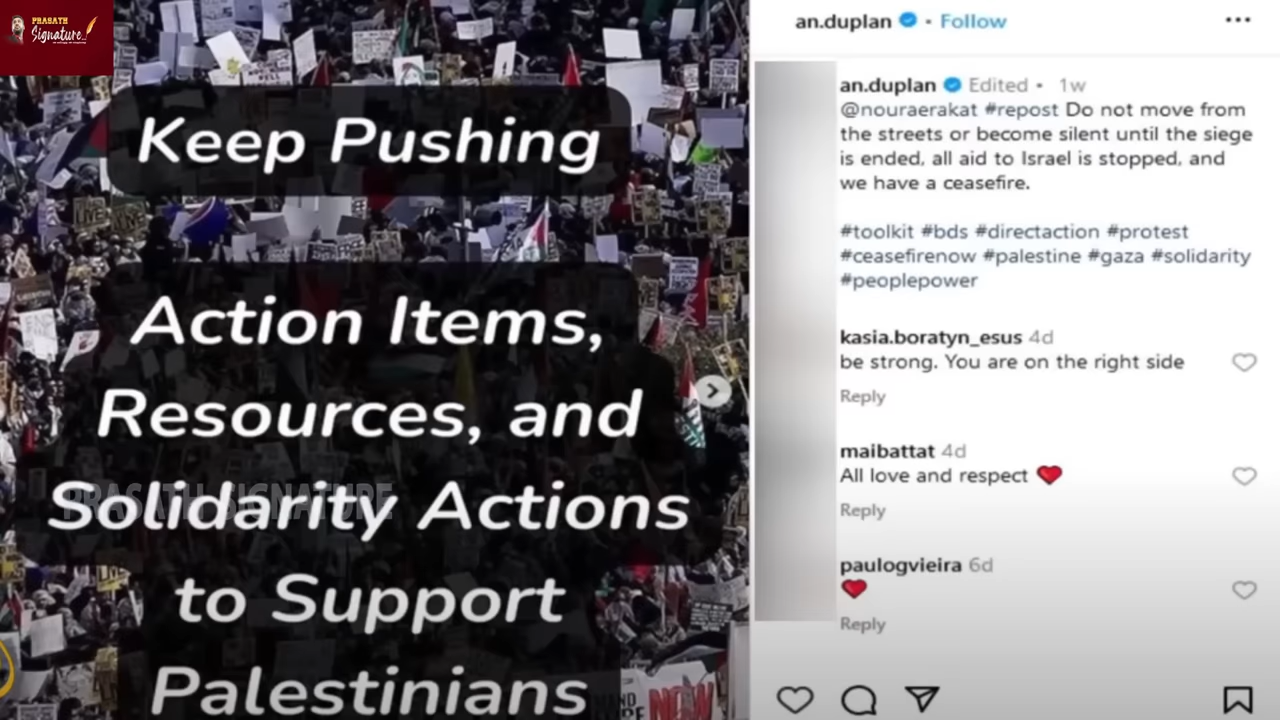 PRASATH
Signature
Keep Pushing
Action Items,
Resources, and
Solidarity Actions
to Support
Palestinians
PRASATH SIGNATURE
NOW
an.duplan • Follow
an.duplan Edited • 1w
@nouraerakat #repost Do not move from
the streets or become silent until the siege
is ended, all aid to Israel is stopped, and
we have a ceasefire.
#toolkit #bds #directaction #protest
#ceasefirenow #palestine #gaza #solidarity
#peoplepower
kasia.boratyn_esus 4d
be strong. You are on the right side
Reply
maibattat 4d
All love and respect ❤️
Reply
paulogvieira 6d
❤️
Reply